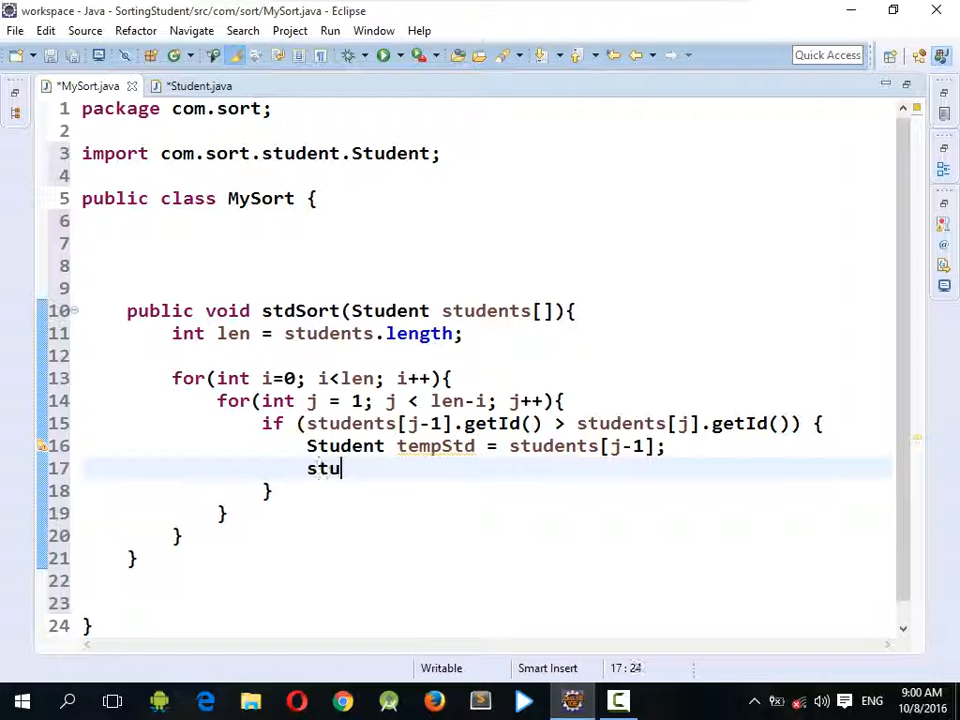 workspace - Java - SortingStudent/src/com/sort/MySort.java - Eclipse
File Edit Source Refactor Navigate Search Project Run Window Help
Quick Access
*MySort.java *Student.java
1 package com.sort;
2
3 import com.sort.student.Student;
4
5 public class MySort {
6
7
8
9
10 public void stdSort(Student students[]){
11 int len = students.length;
12
13 for(int i=0; i<len; i++){
14 for(int j = 1; j < len-i; j++){
15 if (students[j-1].getId() > students[j].getId()) {
16 Student tempStd = students[j-1];
17 stu
18 }
19 }
20 }
21 }
22
23
24 }
Writable Smart Insert 17 : 24
ENG 9:00 AM
10/8/2016